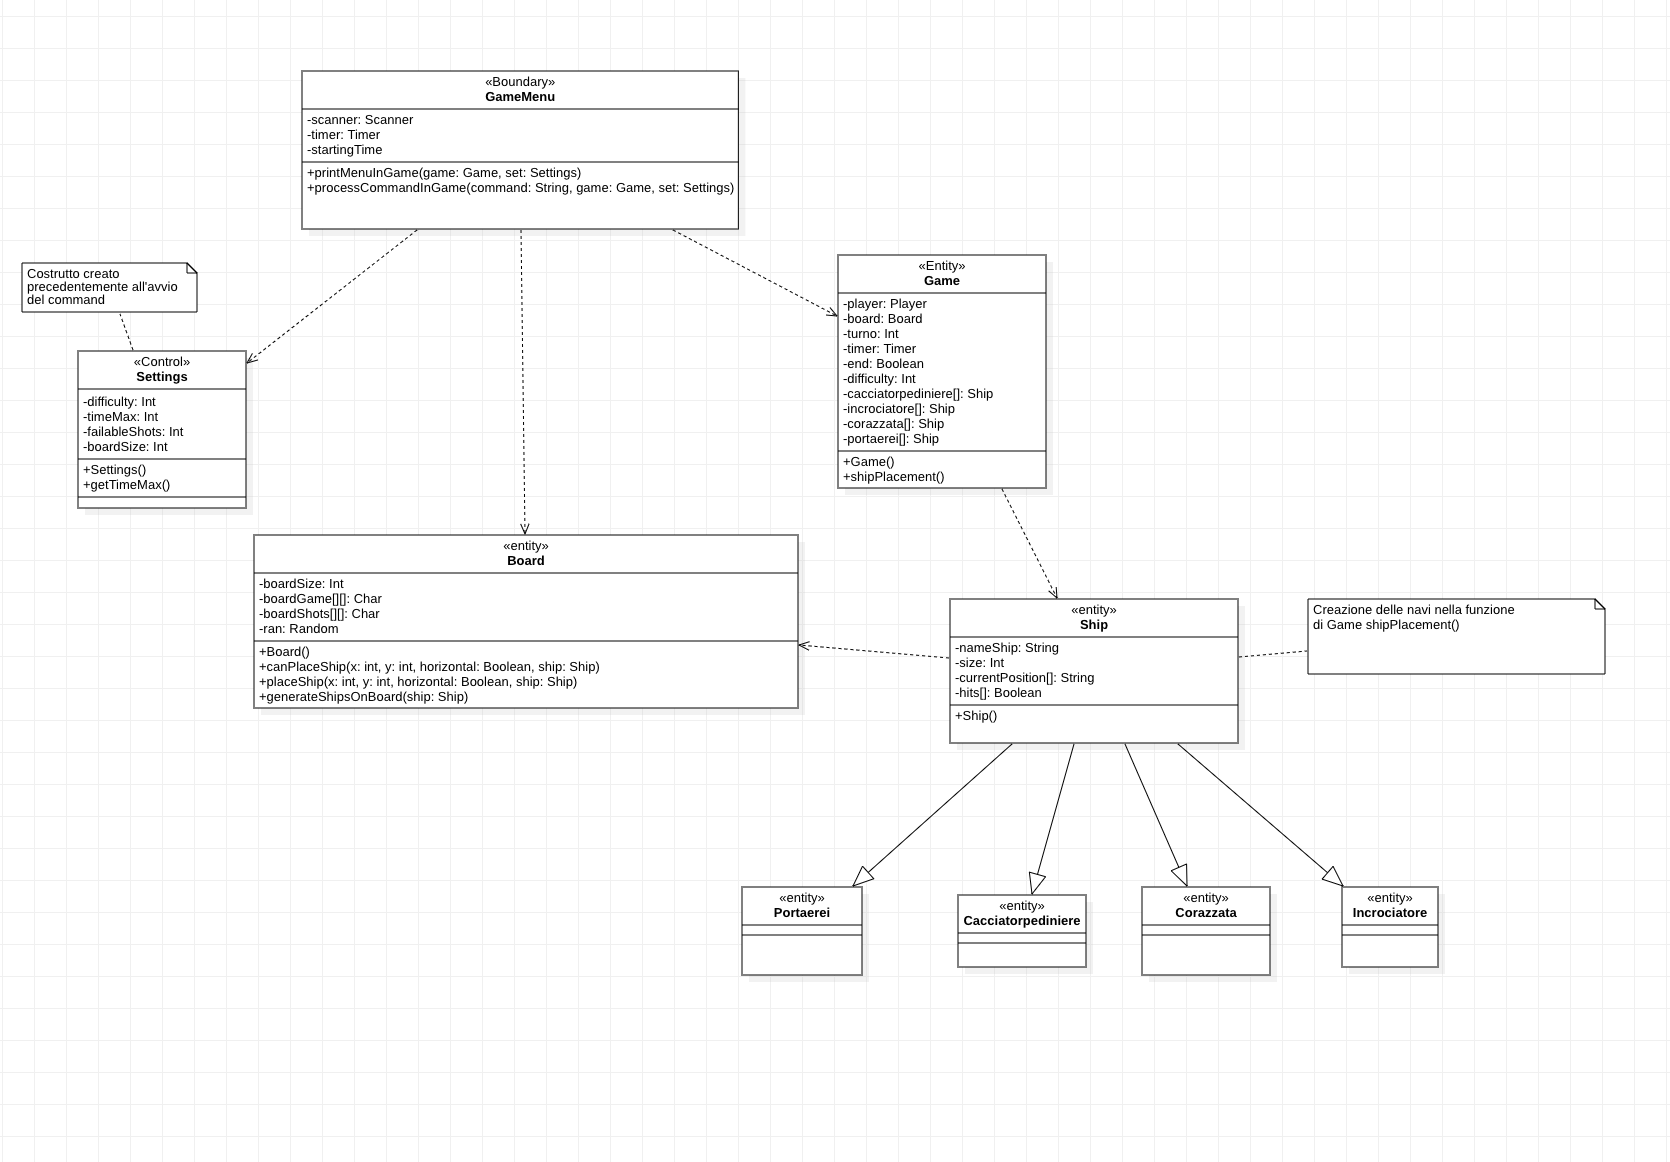 «Boundary»
GameMenu
-scanner: Scanner
-timer: Timer
-startingTime
+printMenuInGame(game: Game, set: Settings)
+processCommandInGame(command: String, game: Game, set: Settings)
Costrutto creato
precedentemente all'avvio
del command
«Control»
Settings
-difficulty: Int
-timeMax: Int
-failableShots: Int
-boardSize: Int
+Settings()
+getTimeMax()
«Entity»
Game
-player: Player
-board: Board
-turno: Int
-timer: Timer
-end: Boolean
-difficulty: Int
-cacciatorpediniere[]: Ship
-incrociatore[]: Ship
-corazzata[]: Ship
-portaerei[]: Ship
+Game()
+shipPlacement()
«entity»
Board
-boardSize: Int
-boardGame[][]: Char
-boardShots[][]: Char
-ran: Random
+Board()
+canPlaceShip(x: int, y: int, horizontal: Boolean, ship: Ship)
+placeShip(x: int, y: int, horizontal: Boolean, ship: Ship)
+generateShipsOnBoard(ship: Ship)
«entity»
Ship
-nameShip: String
-size: Int
-currentPosition[]: String
-hits[]: Boolean
+Ship()
Creazione delle navi nella funzione
di Game shipPlacement()
«entity»
Portaerei
«entity»
Cacciatorpediniere
«entity»
Corazzata
«entity»
Incrociatore